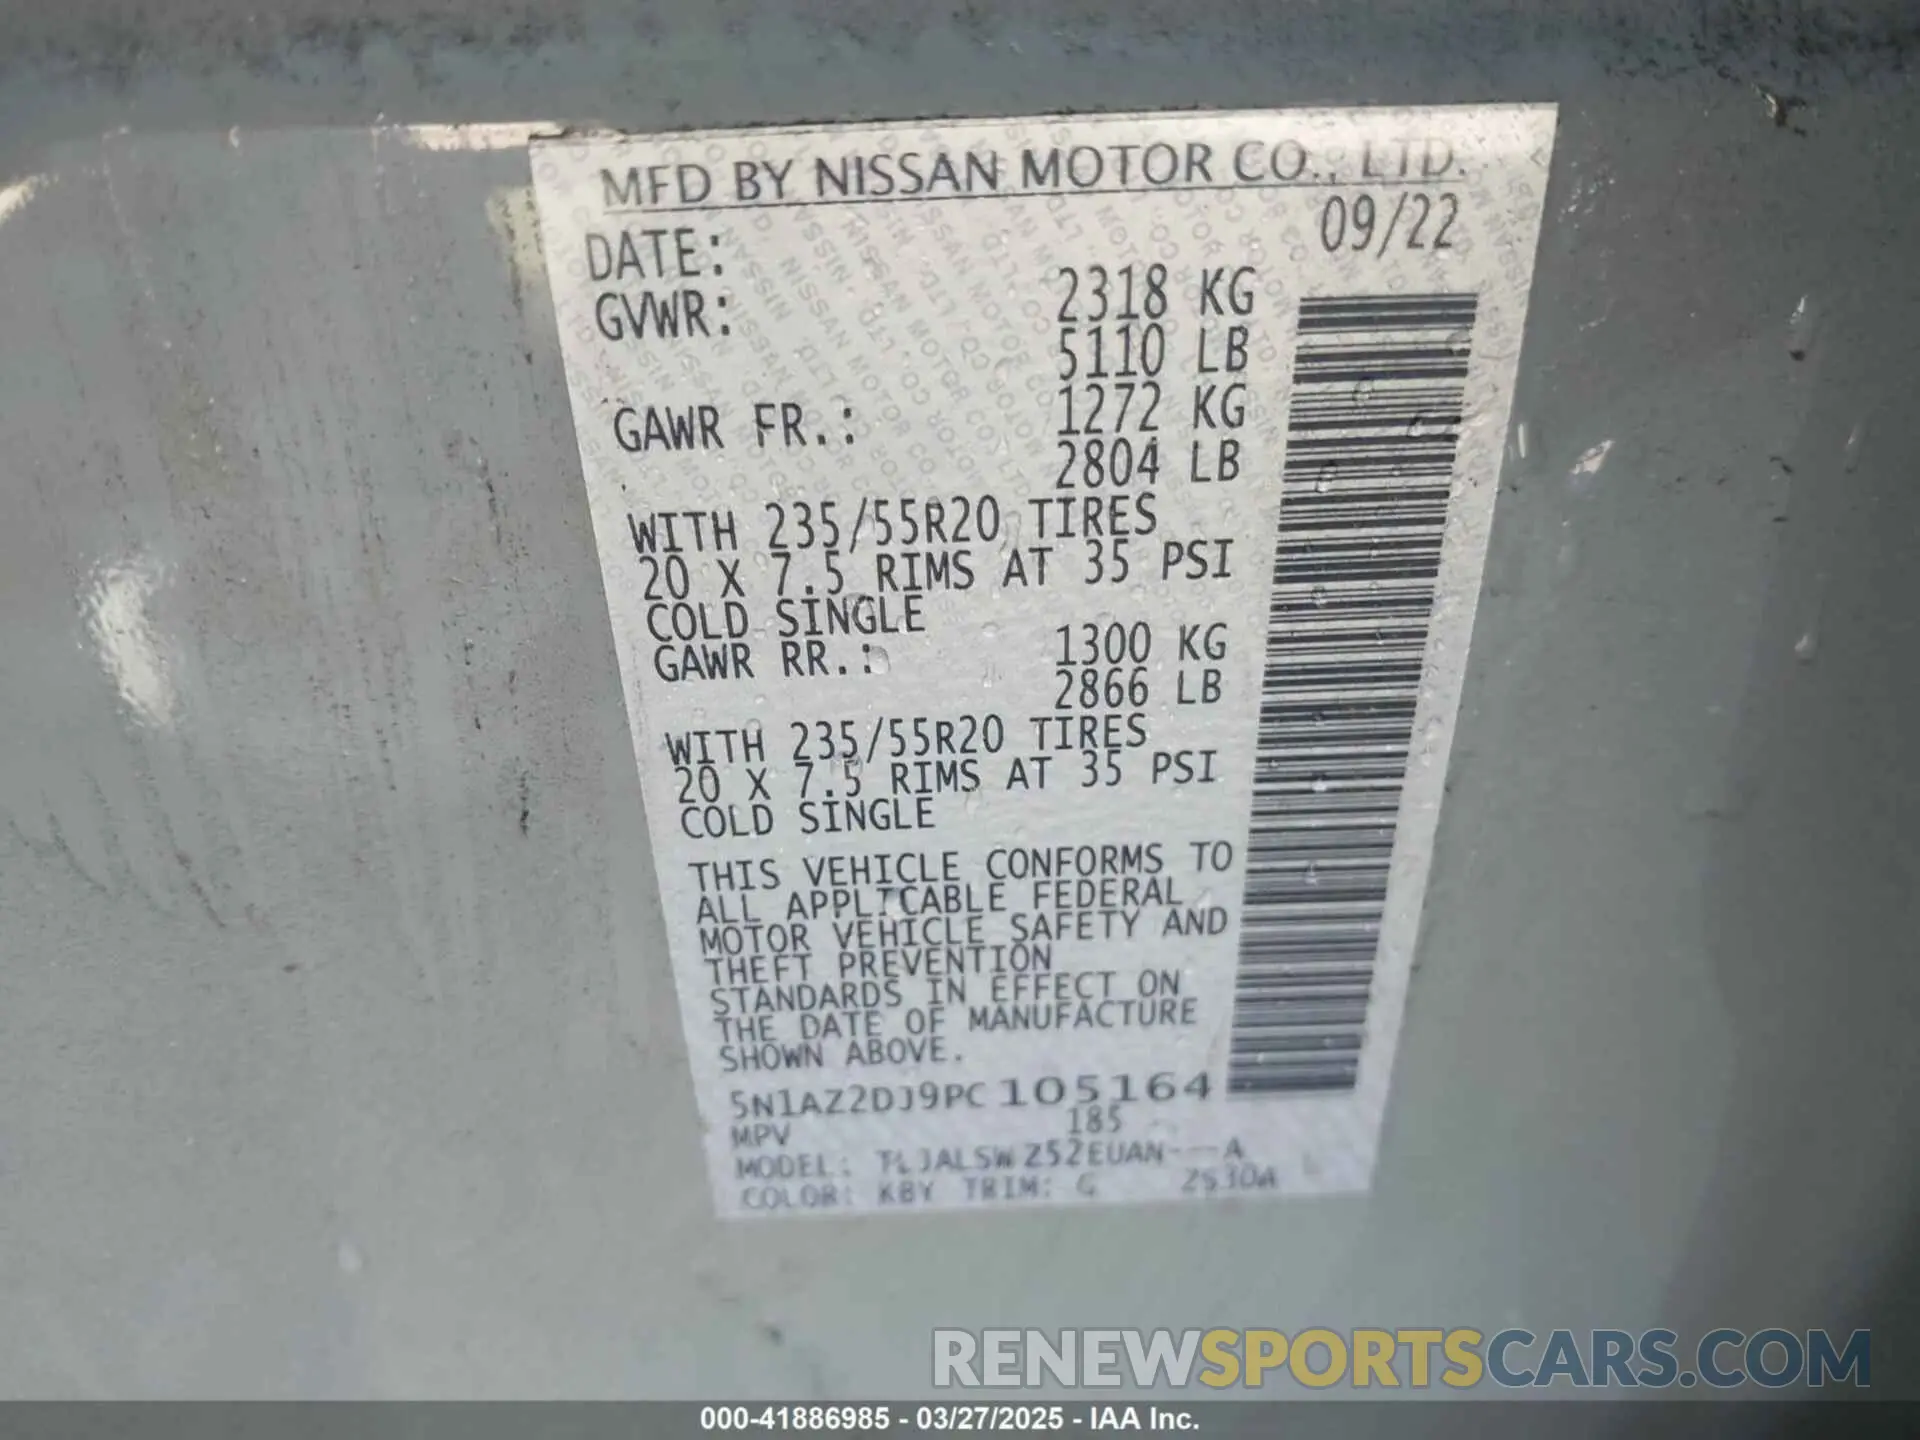 MFD BY NISSAN MOTOR CO., LTD.
DATE: 09/22
GVWR: 2318 KG
5110 LB
GAWR FR.: 1272 KG
2804 LB
WITH 235/55R20 TIRES
20 X 7.5 RIMS AT 35 PSI
COLD SINGLE
GAWR RR.: 1300 KG
2866 LB
WITH 235/55R20 TIRES
20 X 7.5 RIMS AT 35 PSI
COLD SINGLE
THIS VEHICLE CONFORMS TO
ALL APPLICABLE FEDERAL
MOTOR VEHICLE SAFETY AND
THEFT PREVENTION
STANDARDS IN EFFECT ON
THE DATE OF MANUFACTURE
SHOWN ABOVE.
5N1AZ2DJ9PC105164
MPV 185
MODEL: Z52EUAN---A
COLOR: KBY TRIM: G
RENEWSPORTSCARS.COM
000-41886985 - 03/27/2025 - IAA Inc.